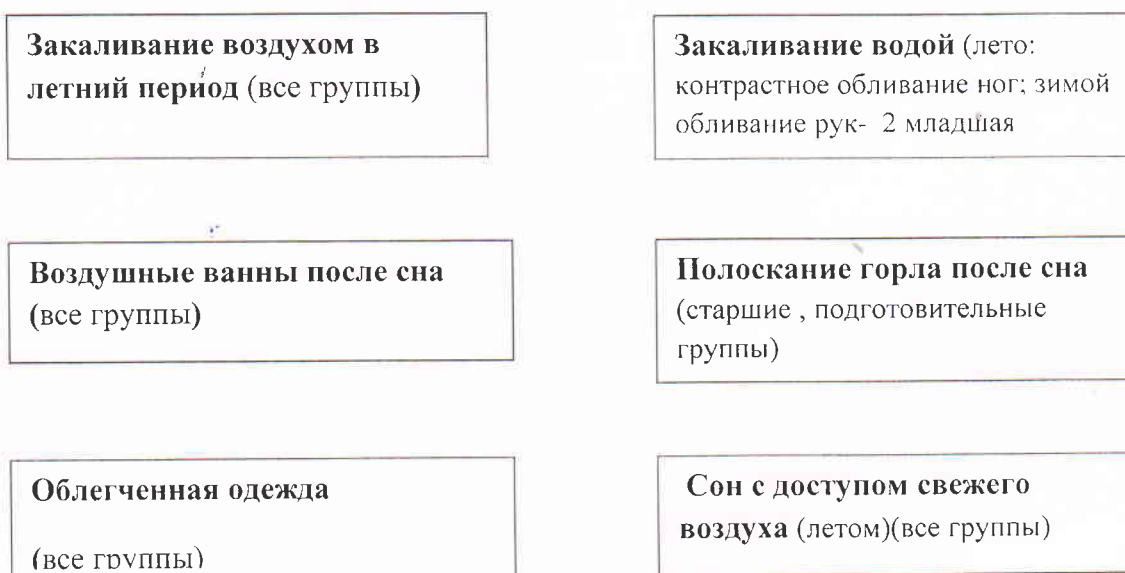 Закаливание воздухом в
летний период (все группы)
Закаливание водой (лето:
контрастное обливание ног; зимой
обливание рук- 2 младшая
Воздушные ванны после сна
(все группы)
Полоскание горла после сна
(старшие , подготовительные
группы)
Облегченная одежда
(все группы)
Сон с доступом свежего
воздуха (летом)(все группы)